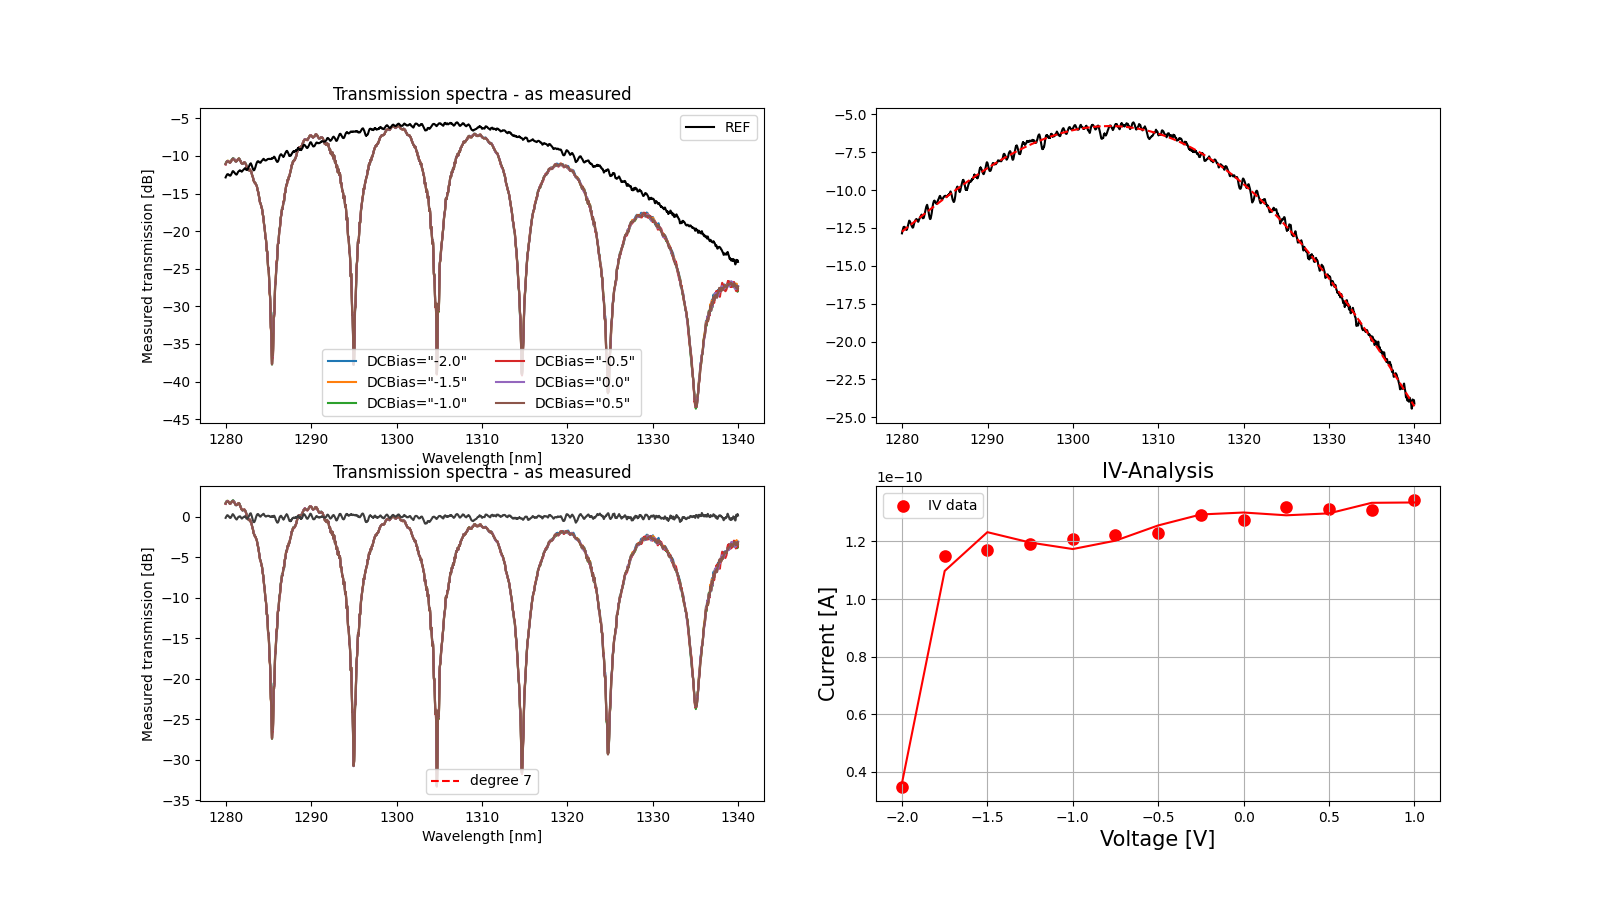 Transmission spectra - as measured
REF
Measured transmission [dB]
−5
−10
−15
−20
−25
−30
−35
−40
−45
DCBias="-2.0"
DCBias="-1.5"
DCBias="-1.0"
DCBias="-0.5"
DCBias="0.0"
DCBias="0.5"
1280 1290 1300 1310 1320 1330 1340
Wavelength [nm]
−5.0
−7.5
−10.0
−12.5
−15.0
−17.5
−20.0
−22.5
−25.0
1280 1290 1300 1310 1320 1330 1340
Transmission spectra - as measured
Measured transmission [dB]
0
−5
−10
−15
−20
−25
−30
−35
degree 7
1280 1290 1300 1310 1320 1330 1340
Wavelength [nm]
IV-Analysis
1e−10
IV data
Current [A]
1.2
1.0
0.8
0.6
0.4
−2.0 −1.5 −1.0 −0.5 0.0 0.5 1.0
Voltage [V]